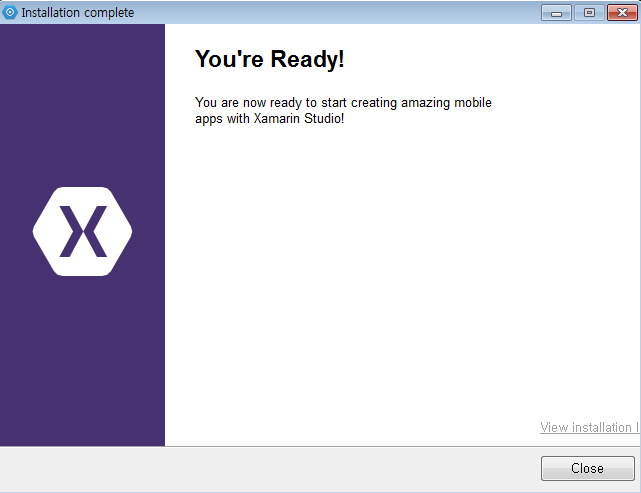 Installation complete
You're Ready!
You are now ready to start creating amazing mobile
apps with Xamarin Studio!
View installation l
Close